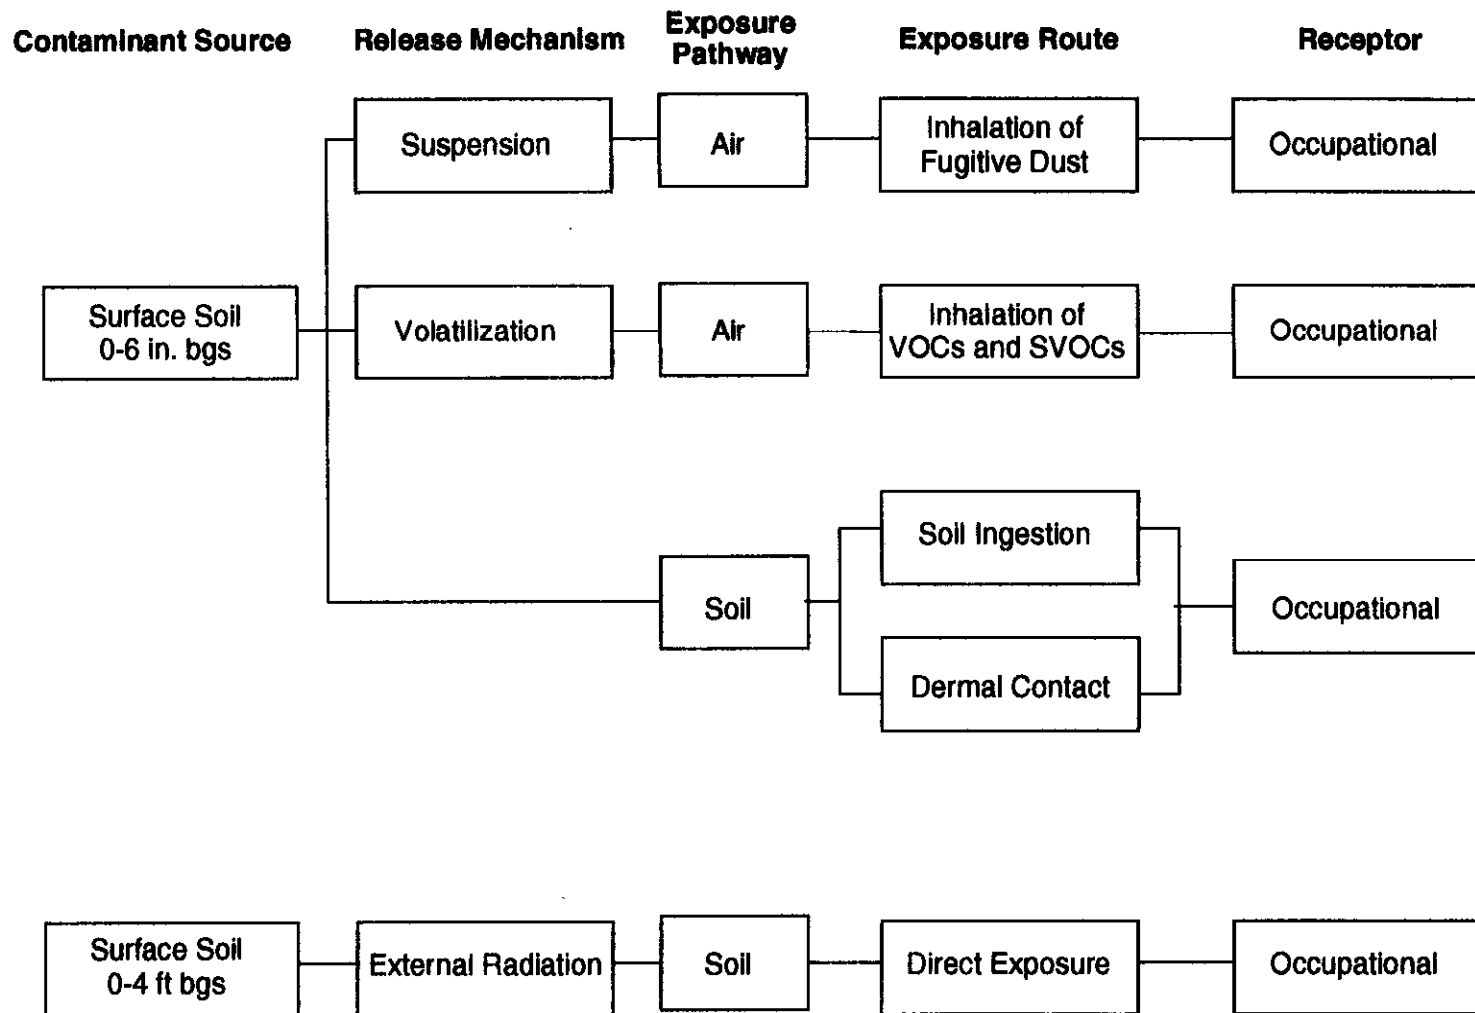 Contaminant Source
Release Mechanism
Exposure
Pathway
Exposure Route
Receptor
Suspension
Air
Inhalation of
Fugitive Dust
Occupational
Surface Soil
0-6 in. bgs
Volatilization
Air
Inhalation of
VOCs and SVOCs
Occupational
Soil
Soil Ingestion
Dermal Contact
Occupational
Surface Soil
0-4 ft bgs
External Radiation
Soil
Direct Exposure
Occupational